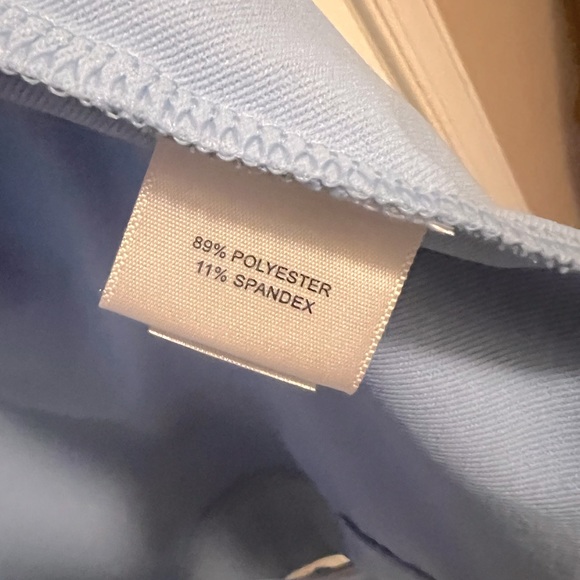 89% POLYESTER
11% SPANDEX